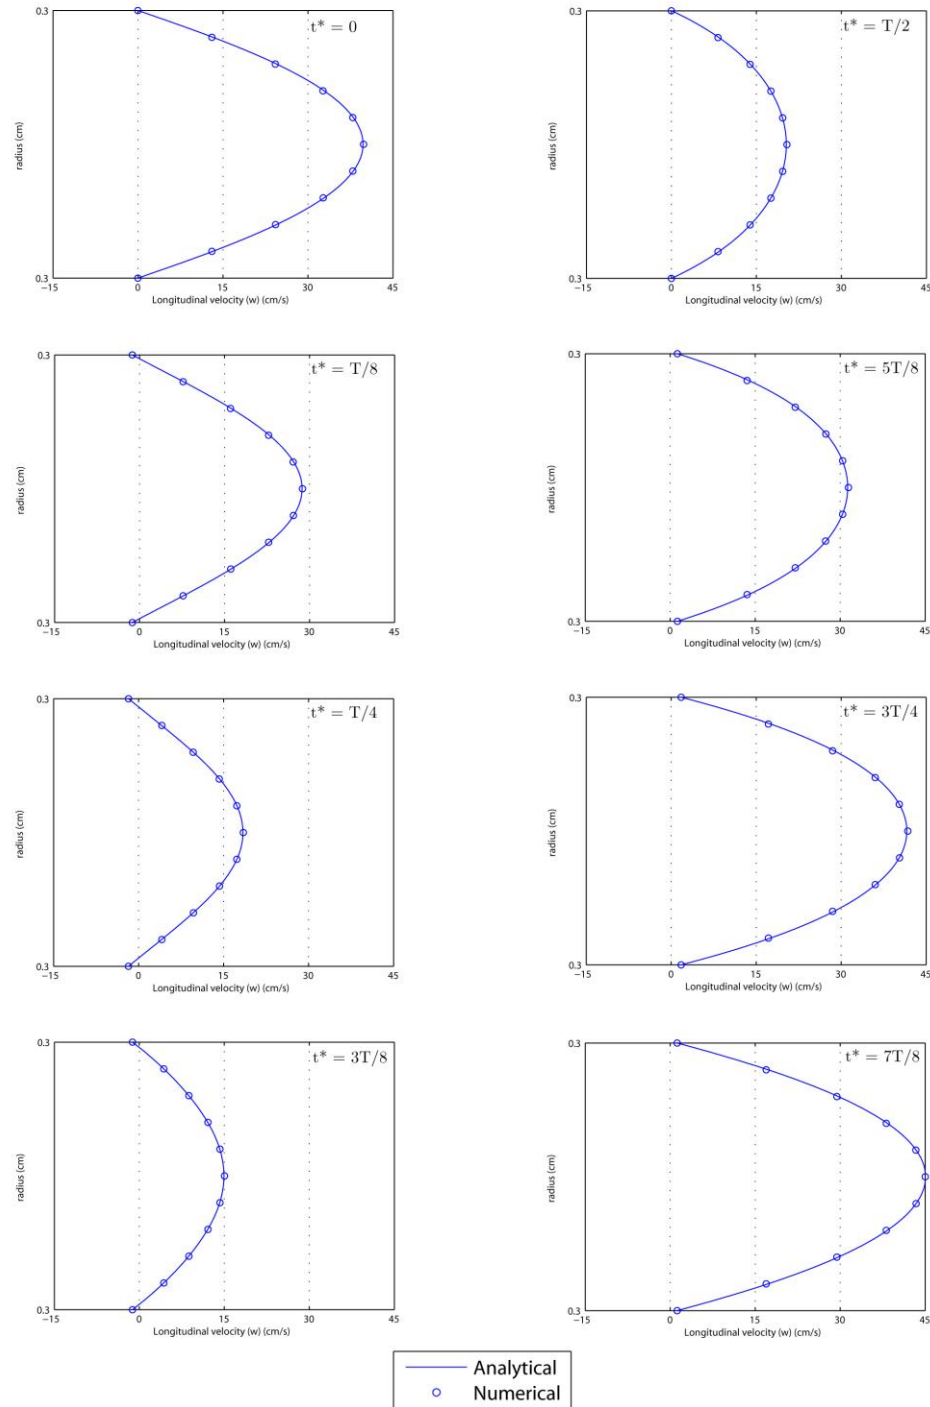 0.3
t* = 0
radius (cm)
0.3
−15 0 15 30 45
Longitudinal velocity (w) (cm/s)
0.3
t* = T/2
radius (cm)
0.3
−15 0 15 30 45
Longitudinal velocity (w) (cm/s)
0.3
t* = T/8
radius (cm)
0.3
−15 0 15 30 45
Longitudinal velocity (w) (cm/s)
0.3
t* = 5T/8
radius (cm)
0.3
−15 0 15 30 45
Longitudinal velocity (w) (cm/s)
0.3
t* = T/4
radius (cm)
0.3
−15 0 15 30 45
Longitudinal velocity (w) (cm/s)
0.3
t* = 3T/4
radius (cm)
0.3
−15 0 15 30 45
Longitudinal velocity (w) (cm/s)
0.3
t* = 3T/8
radius (cm)
0.3
−15 0 15 30 45
Longitudinal velocity (w) (cm/s)
0.3
t* = 7T/8
radius (cm)
0.3
−15 0 15 30 45
Longitudinal velocity (w) (cm/s)
Analytical
Numerical